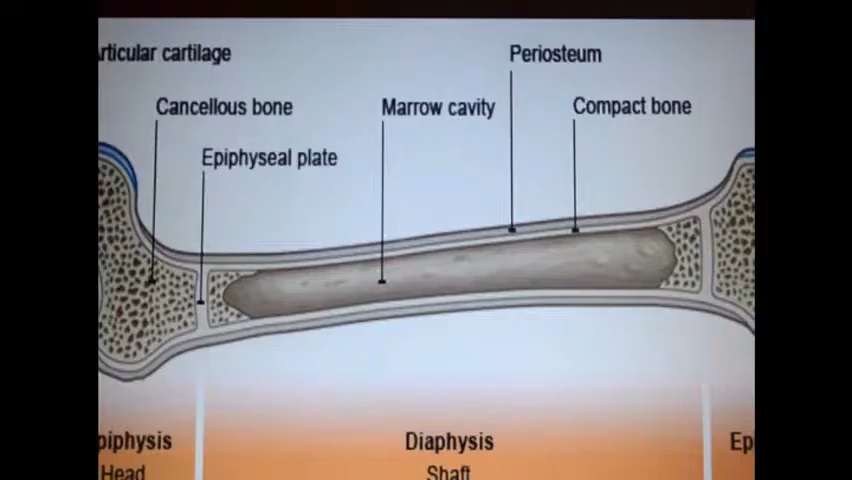 rticular cartilage
Periosteum
Cancellous bone
Marrow cavity
Compact bone
Epiphyseal plate
piphysis
Diaphysis
Ep
Head
Shaft